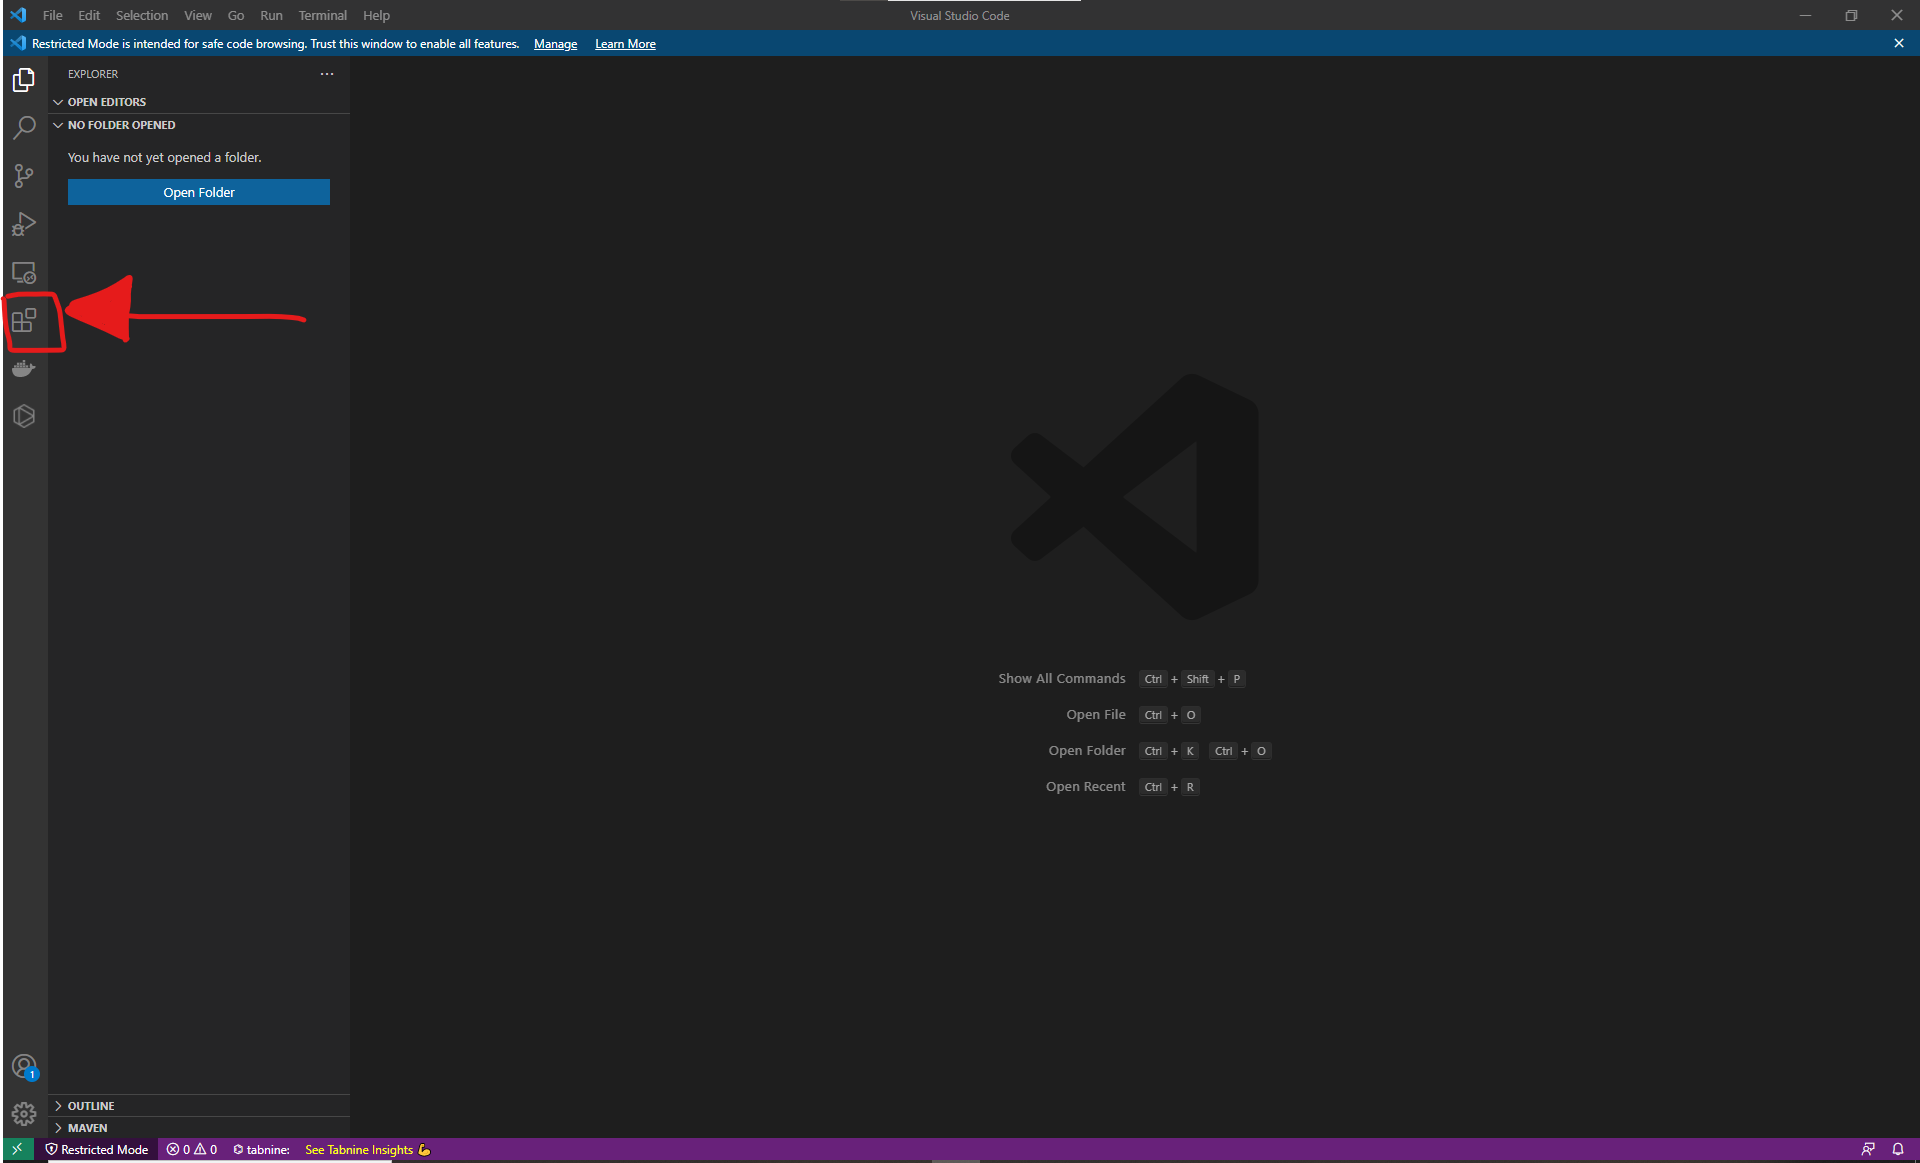 File Edit Selection View Go Run Terminal Help
Visual Studio Code
Restricted Mode is intended for safe code browsing. Trust this window to enable all features. Manage Learn More
EXPLORER
OPEN EDITORS
NO FOLDER OPENED
You have not yet opened a folder.
Open Folder
Show All Commands Ctrl + Shift + P
Open File Ctrl + O
Open Folder Ctrl + K Ctrl + O
Open Recent Ctrl + R
1
OUTLINE
MAVEN
Restricted Mode 0 0 tabnine: See Tabnine Insights 💪